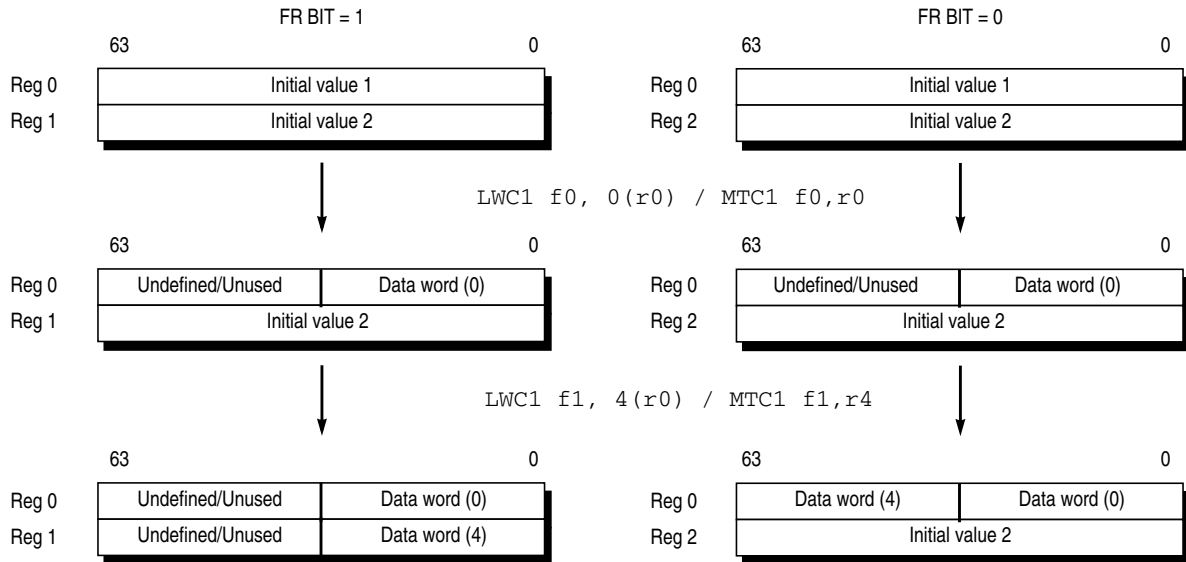 FR BIT = 1 FR BIT = 0
63 0 63 0
Reg 0 Initial value 1 Reg 0 Initial value 1
Reg 1 Initial value 2 Reg 2 Initial value 2
LWC1 f0, 0(r0) / MTC1 f0,r0
63 0 63 0
Reg 0 Undefined/Unused Data word (0) Reg 0 Undefined/Unused Data word (0)
Reg 1 Initial value 2 Reg 2 Initial value 2
LWC1 f1, 4(r0) / MTC1 f1,r4
63 0 63 0
Reg 0 Undefined/Unused Data word (0) Reg 0 Data word (4) Data word (0)
Reg 1 Undefined/Unused Data word (4) Reg 2 Initial value 2